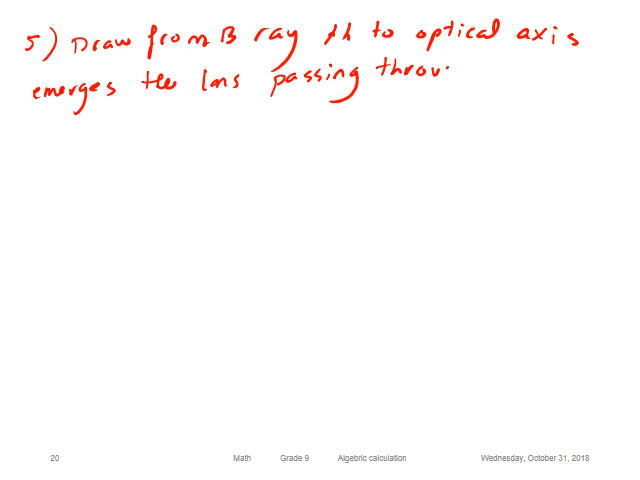 5) Draw from B ray // to optical axis
emerges the lens passing throu
20 Math Grade 9 Algebric calculation Wednesday, October 31, 2018